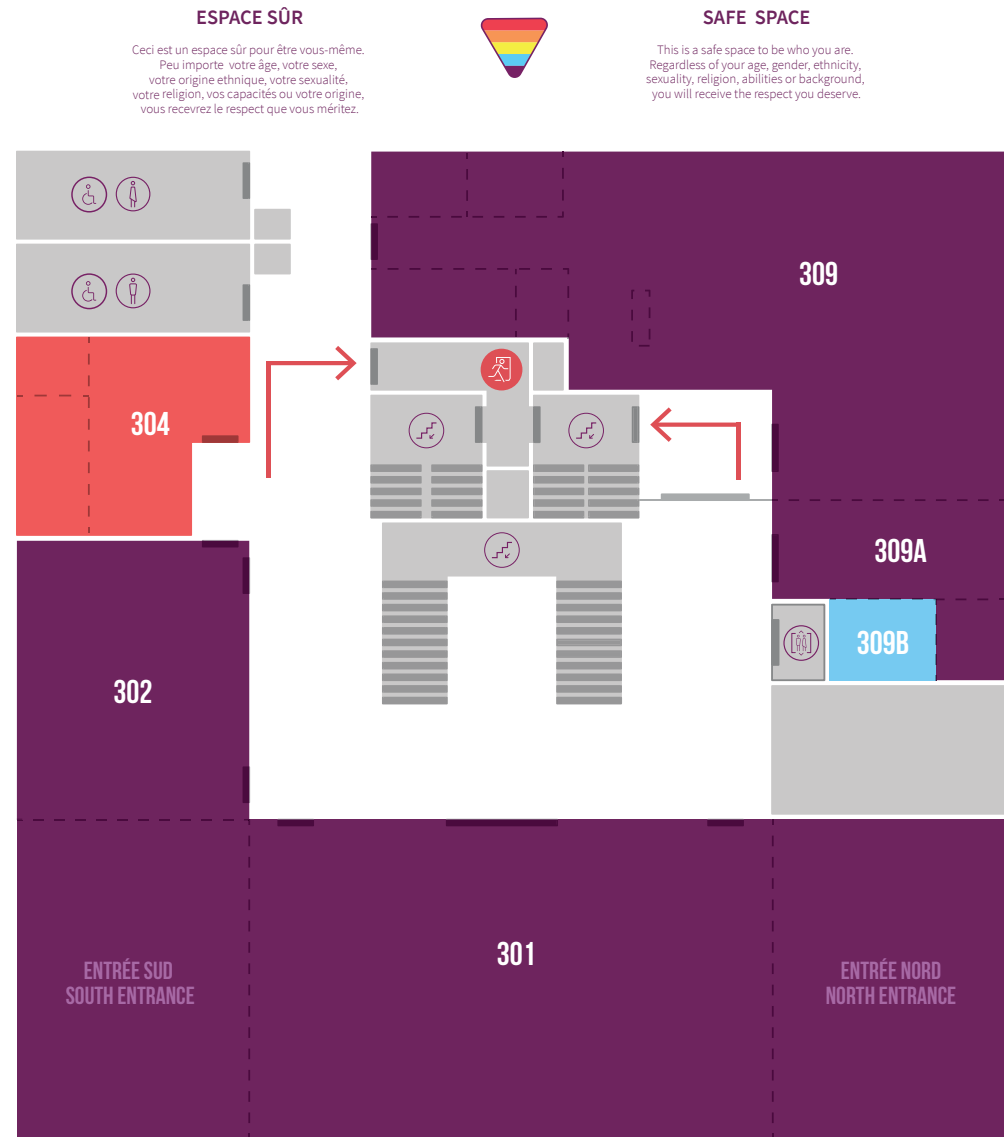 ESPACE SÛR
Ceci est un espace sûr pour être vous-même.
Peu importe votre âge, votre sexe,
votre origine ethnique, votre sexualité,
votre religion, vos capacités ou votre origine,
vous recevrez le respect que vous méritez.
SAFE SPACE
This is a safe space to be who you are.
Regardless of your age, gender, ethnicity,
sexuality, religion, abilities or background,
you will receive the respect you deserve.
309
304
309A
309B
302
301
ENTRÉE SUD
SOUTH ENTRANCE
ENTRÉE NORD
NORTH ENTRANCE